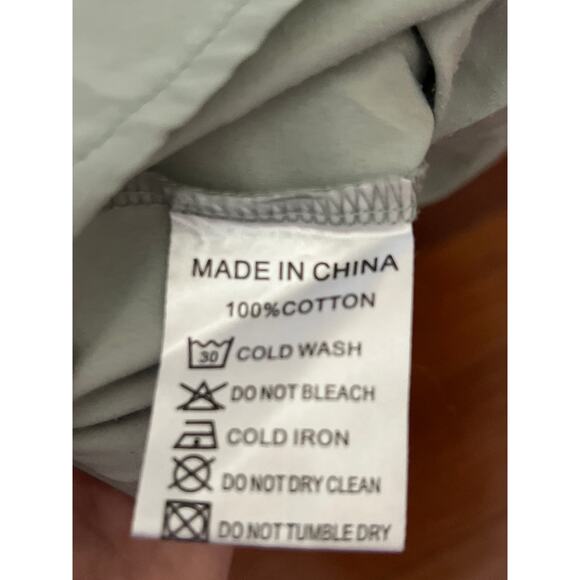 MADE IN CHINA
100%COTTON
30 COLD WASH
DO NOT BLEACH
COLD IRON
DO NOT DRY CLEAN
DO NOT TUMBLE DRY